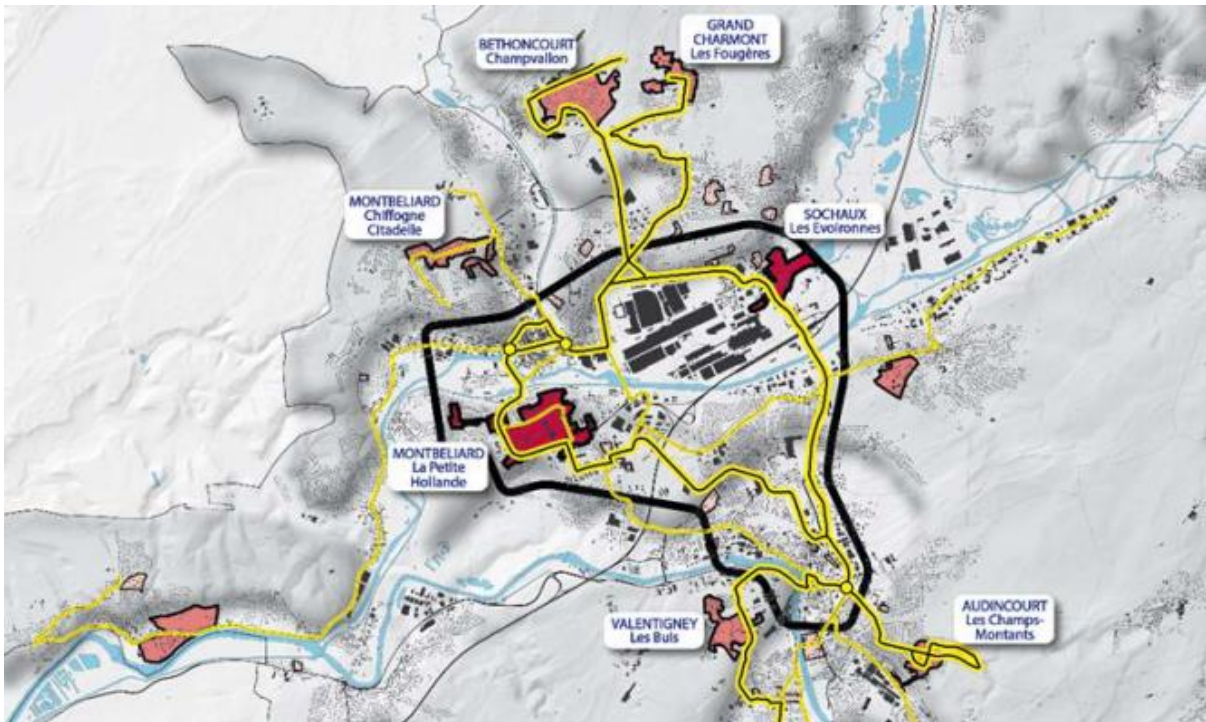 BETHONCOURT
Champvallon
GRAND
CHARMONT
Les Fougères
MONTBELIARD
Chiffogne
Citadelle
SOCHAUX
Les Evoironnes
MONTBELIARD
La Petite
Hollande
VALENTIGNEY
Les Buis
AUDINCOURT
Les Champs-
Montants